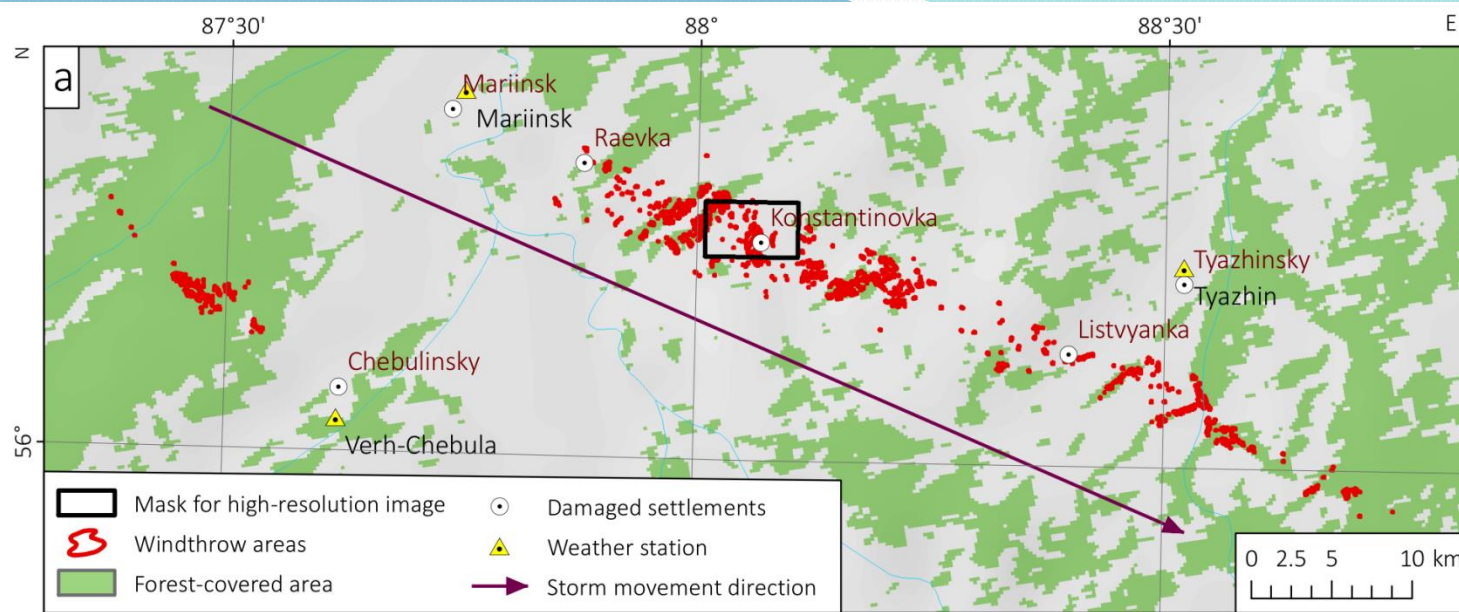 87°30'
88°
88°30'
E
N
a
Mariinsk
Mariinsk
Raevka
Konstantinovka
Tyazhinsky
Tyazhin
Listvyanka
Chebulinsky
Verh-Chebula
56°
Mask for high-resolution image
Windthrow areas
Forest-covered area
Damaged settlements
Weather station
Storm movement direction
0 2.5 5 10 km